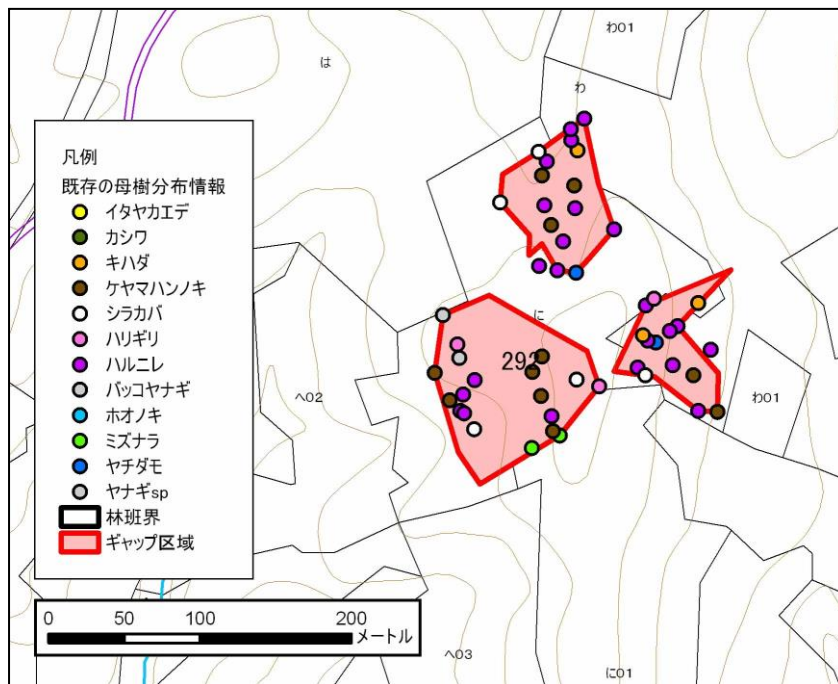 わ01
は
わ
凡例
既存の母樹分布情報
イタヤカエデ
カシワ
キハダ
ケヤマハンノキ
シラカバ
ハリギリ
ハルニレ
バッコヤナギ
ホオノキ
ミズナラ
ヤチダモ
ヤナギsp
林班界
ギャップ区域
に
292
へ02
わ01
0 50 100 200
メートル
へ03
に01